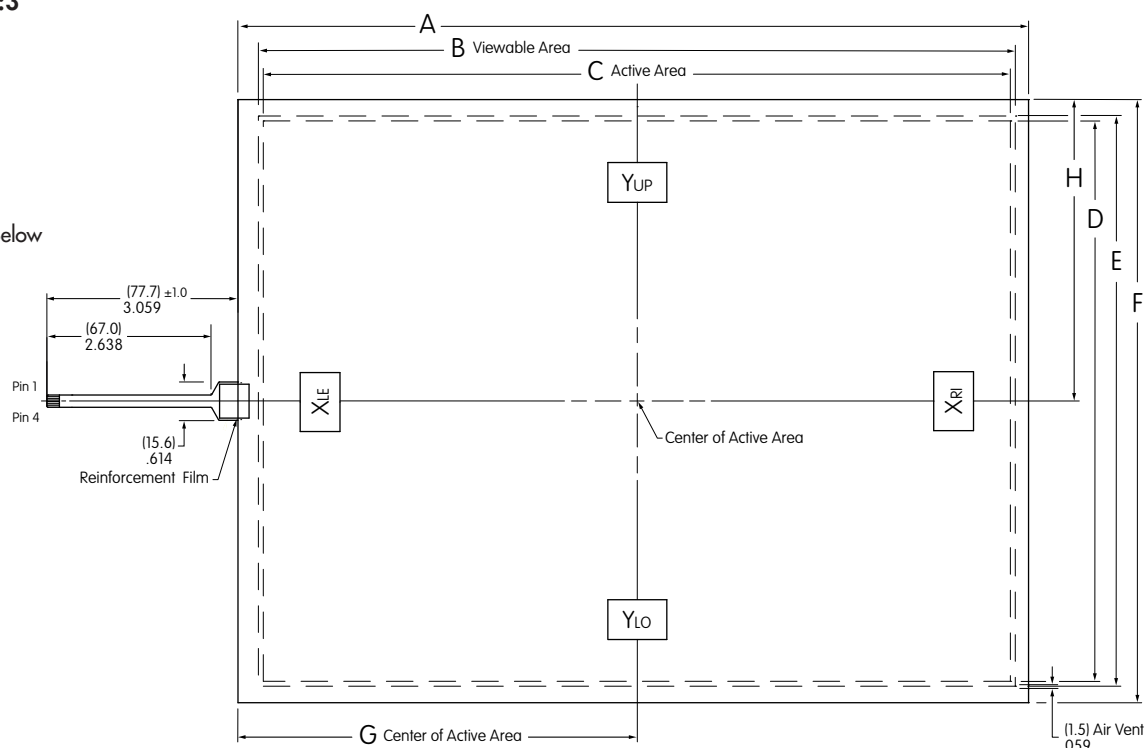 A
B Viewable Area
C Active Area
YUP
H
D
elow
E
(77.7) ±1.0
3.059
F
(67.0)
2.638
Pin 1
XLE
XRI
Pin 4
(15.6)
.614
Center of Active Area
Reinforcement Film
YLO
G Center of Active Area
(1.5) Air Vent
.059